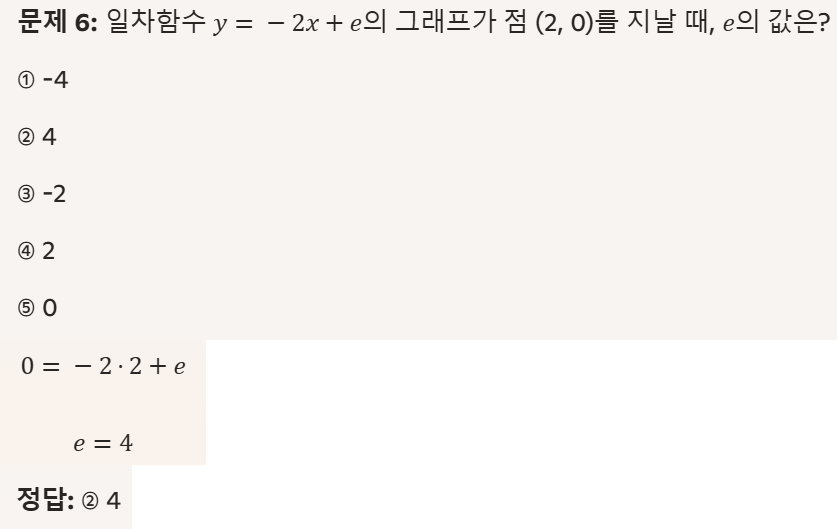 문제 6: 일차함수 y = − 2x + e의 그래프가 점 (2, 0)를 지날 때, e의 값은?
① -4
② 4
③ -2
④ 2
⑤ 0
0 = − 2 · 2 + e
e = 4
정답: ② 4